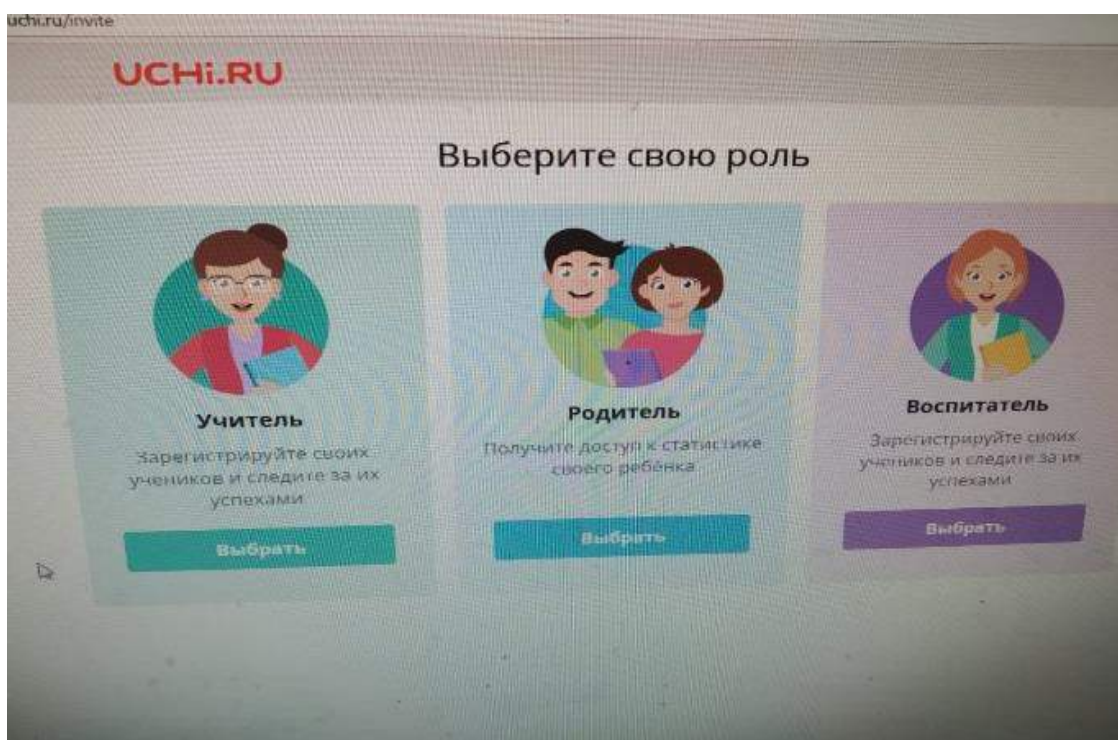 uchi.ru/invite
UCHi.RU
Выберите свою роль
Учитель
Зарегистрируйте своих
учеников и следите за их
успехами
Выбрать
Родитель
Получите доступ к статистике
своего ребёнка
Выбрать
Воспитатель
Зарегистрируйте своих
учеников и следите за их
успехами
Выбрать